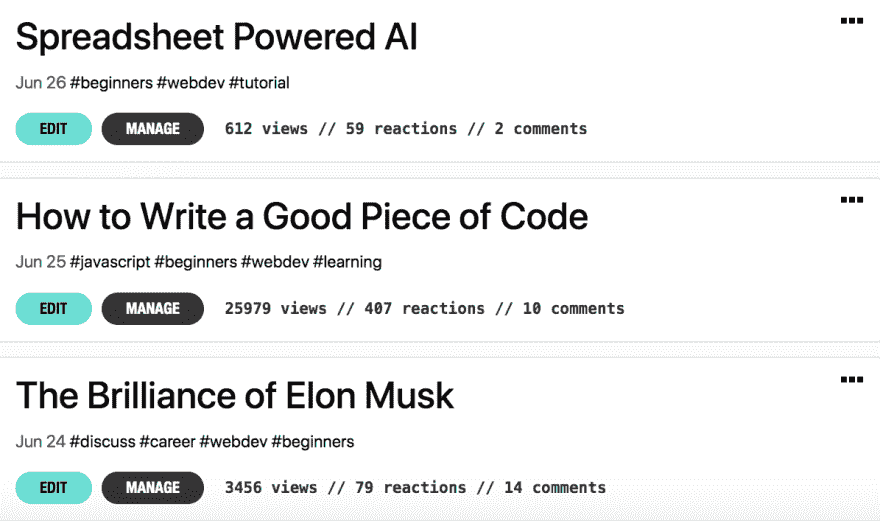 Spreadsheet Powered AI
Jun 26 #beginners #webdev #tutorial
EDIT MANAGE 612 views // 59 reactions // 2 comments
How to Write a Good Piece of Code
Jun 25 #javascript #beginners #webdev #learning
EDIT MANAGE 25979 views // 407 reactions // 10 comments
The Brilliance of Elon Musk
Jun 24 #discuss #career #webdev #beginners
EDIT MANAGE 3456 views // 79 reactions // 14 comments